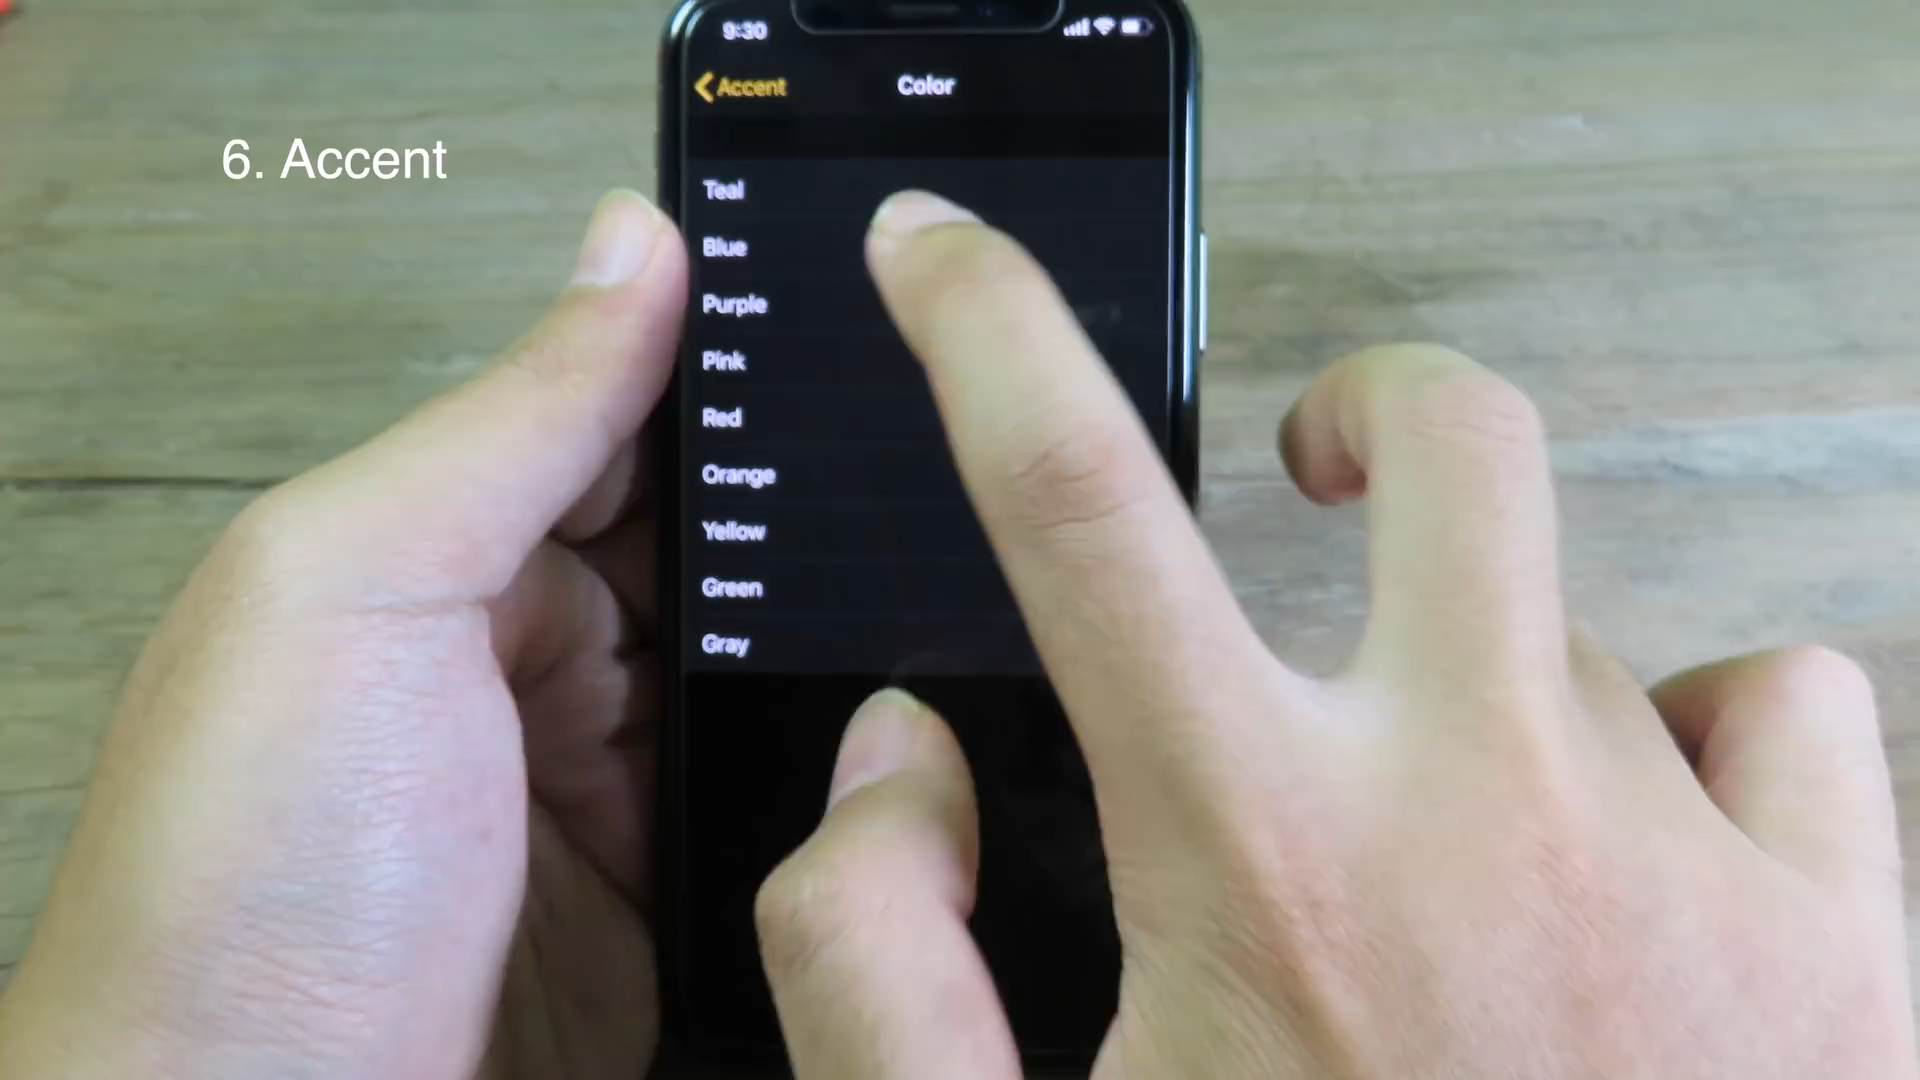 9:30
Accent
Color
6. Accent
Teal
Blue
Purple
Pink
Red
Orange
Yellow
Green
Gray